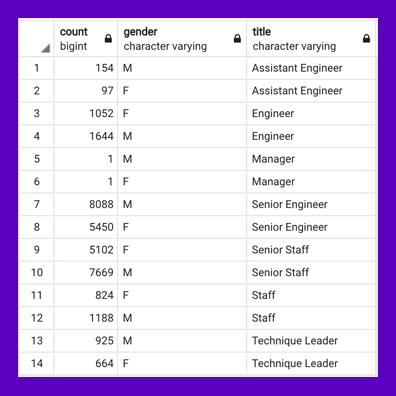 count gender title
bigint character varying character varying
1 154 M Assistant Engineer
2 97 F Assistant Engineer
3 1052 F Engineer
4 1644 M Engineer
5 1 M Manager
6 1 F Manager
7 8088 M Senior Engineer
8 5450 F Senior Engineer
9 5102 F Senior Staff
10 7669 M Senior Staff
11 824 F Staff
12 1188 M Staff
13 925 M Technique Leader
14 664 F Technique Leader